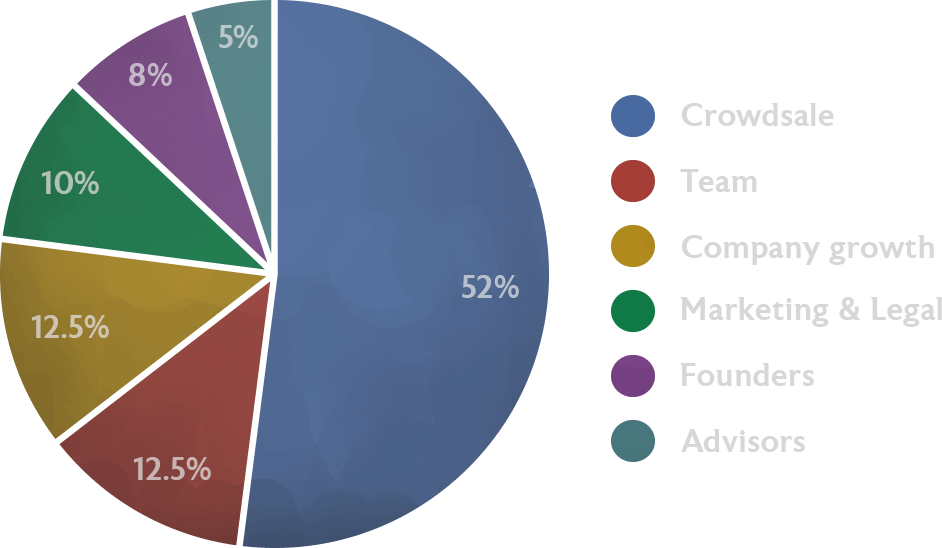 5%
8%
10%
12.5%
12.5%
52%
Crowdsale
Team
Company growth
Marketing & Legal
Founders
Advisors